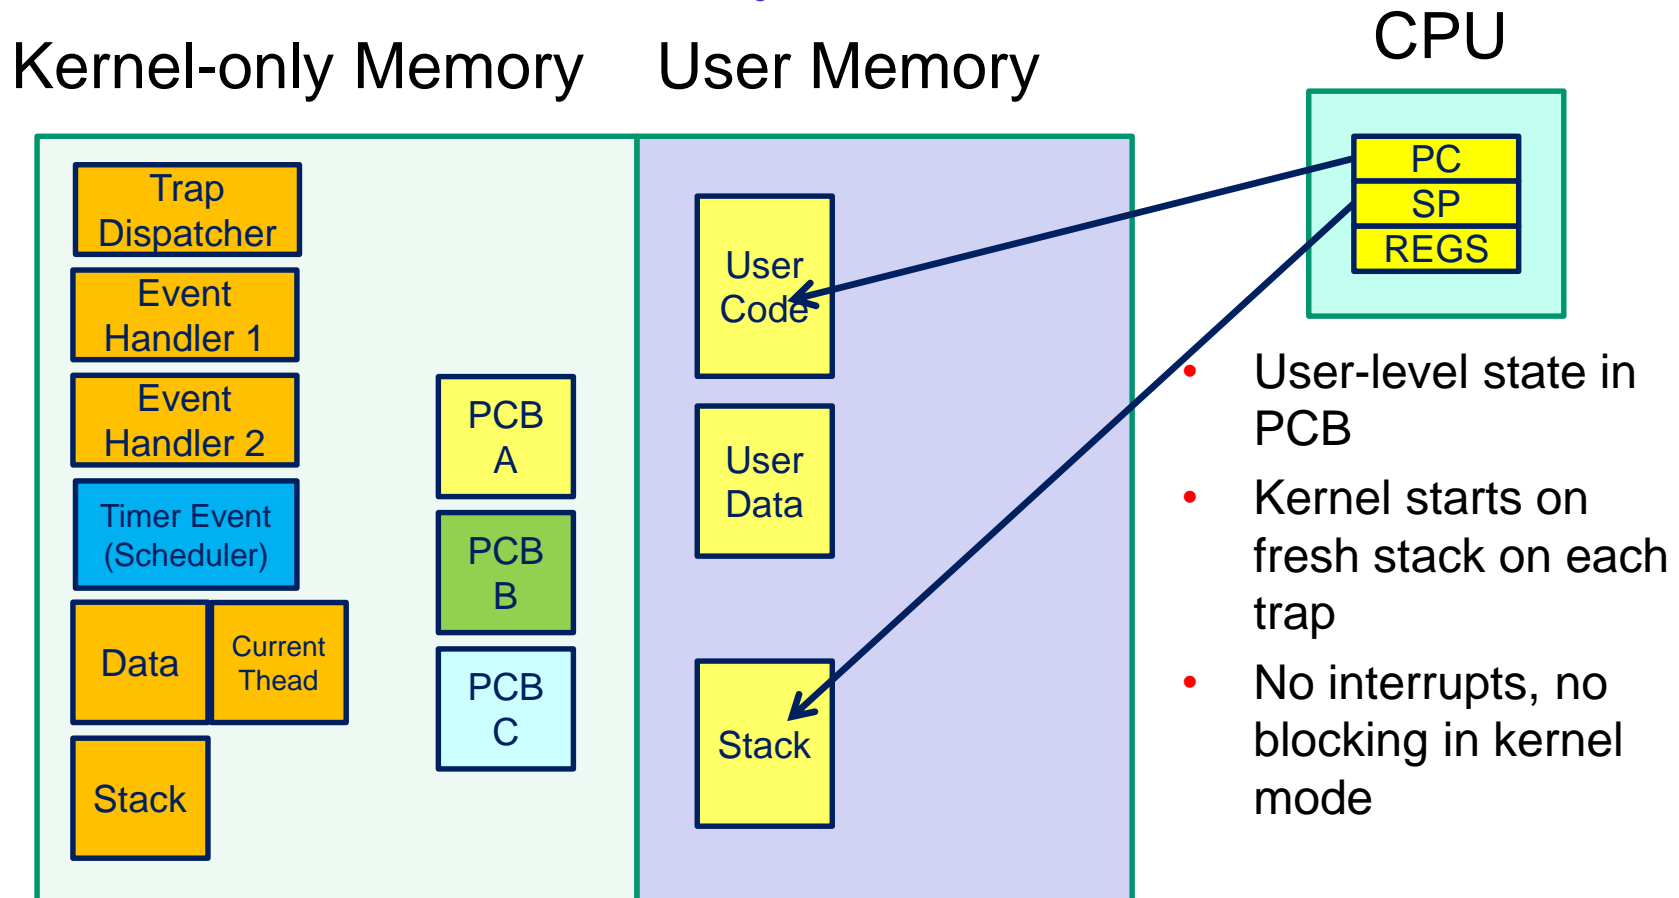 Kernel-only Memory
User Memory
CPU
Trap
Dispatcher
Event
Handler 1
Event
Handler 2
Timer Event
(Scheduler)
Data
Current
Thead
Stack
PCB
A
PCB
B
PCB
C
User
Code
User
Data
Stack
PC
SP
REGS
• User-level state in
PCB
• Kernel starts on
fresh stack on each
trap
• No interrupts, no
blocking in kernel
mode